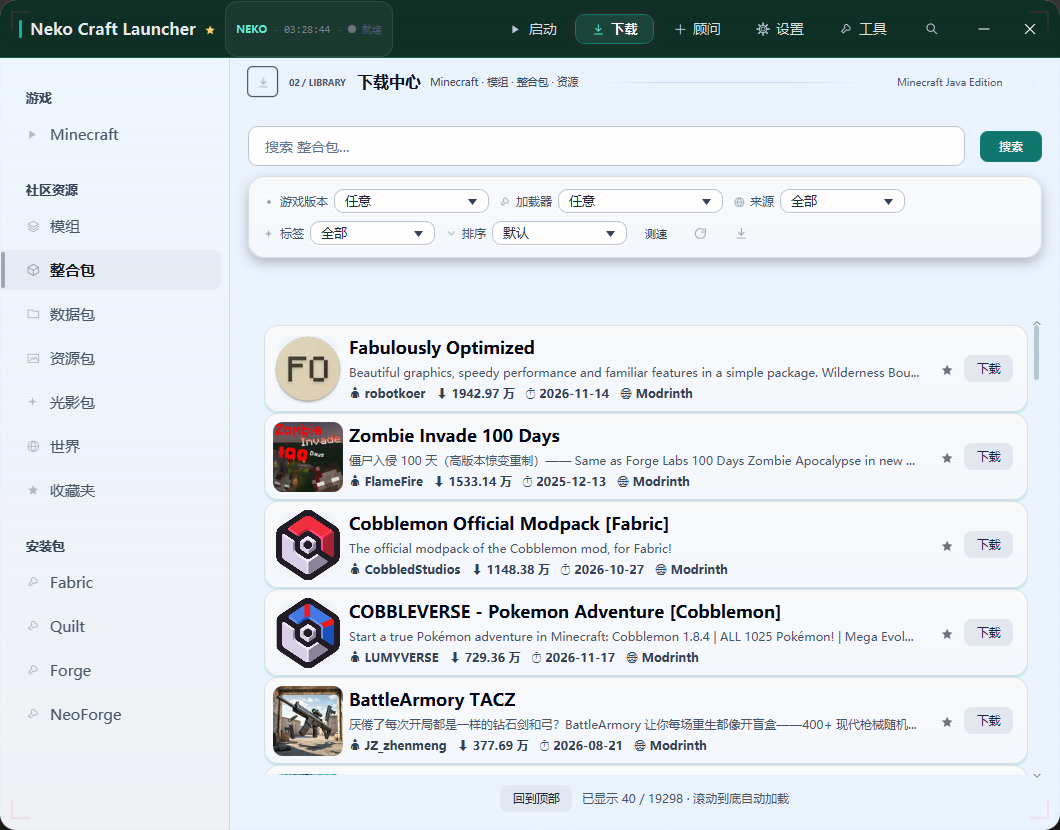 Neko Craft Launcher ★ NEKO · 03:28:44 · 就绪 启动 下载 顾问 设置 工具
游戏
Minecraft
社区资源
模组
整合包
数据包
资源包
光影包
世界
收藏夹
安装包
Fabric
Quilt
Forge
NeoForge
02 / LIBRARY 下载中心 Minecraft · 模组 · 整合包 · 资源 Minecraft Java Edition
搜索 整合包... 搜索
游戏版本 任意 加载器 任意 来源 全部
标签 全部 排序 默认 测速
FO
Fabulously Optimized
Beautiful graphics, speedy performance and familiar features in a simple package. Wilderness Bou... 下载
robotkoer 1942.97 万 2026-11-14 Modrinth
Zombie Invade 100 Days
Zombie Invade 100 Days
僵尸入侵 100 天（高版本惊变重制）—— Same as Forge Labs 100 Days Zombie Apocalypse in new ... 下载
FlameFire 1533.14 万 2025-12-13 Modrinth
Cobblemon Official Modpack [Fabric]
The official modpack of the Cobblemon mod, for Fabric! 下载
CobbledStudios 1148.38 万 2026-10-27 Modrinth
COBBLEVERSE - Pokemon Adventure [Cobblemon]
Start a true Pokémon adventure in Minecraft: Cobblemon 1.8.4 | ALL 1025 Pokémon! | Mega Evol... 下载
LUMYVERSE 729.36 万 2026-11-17 Modrinth
BattleArmory TACZ
厌倦了每次开局都是一样的钻石剑和弓？BattleArmory 让你每场重生都像开盲盒——400+ 现代枪械随机... 下载
JZ_zhenmeng 377.69 万 2026-08-21 Modrinth
回到顶部 已显示 40 / 19298 · 滚动到底自动加载